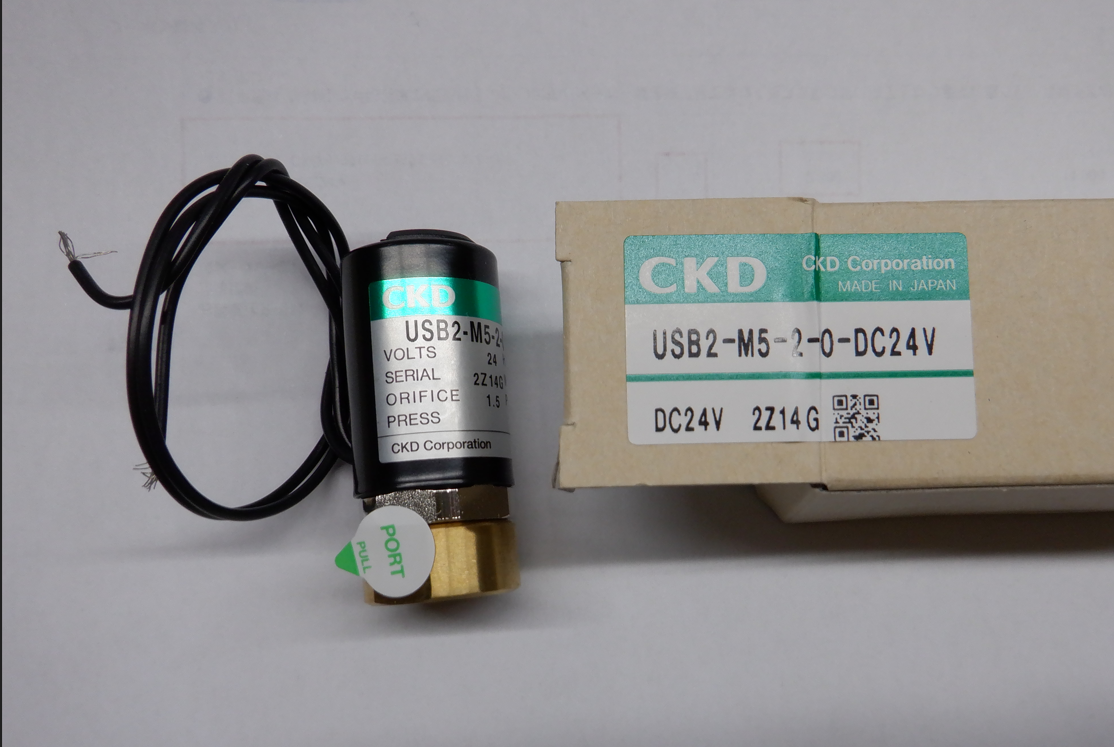 CKD
USB2-M5-2-
VOLTS 24
SERIAL 2Z14G
ORIFICE 1.5
PRESS
CKD Corporation
PORT
PULL
CKD CKD Corporation
MADE IN JAPAN
USB2-M5-2-0-DC24V
DC24V 2Z14G